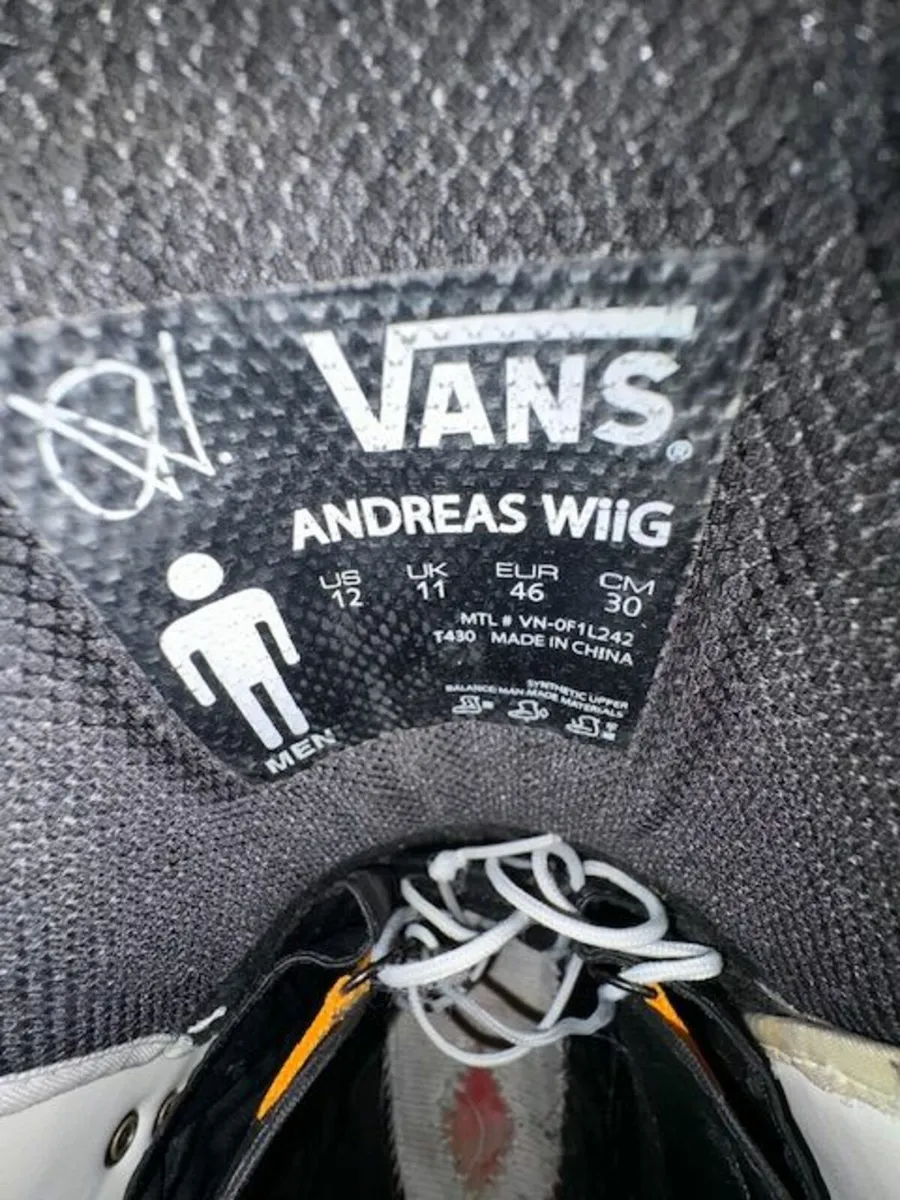 VANS®
ANDREAS WiiG
US UK EUR CM
12 11 46 30
MTL # VN-0F1L242
T430 MADE IN CHINA
SYNTHETIC UPPER
BALANCE: MAN MADE MATERIALS
MEN